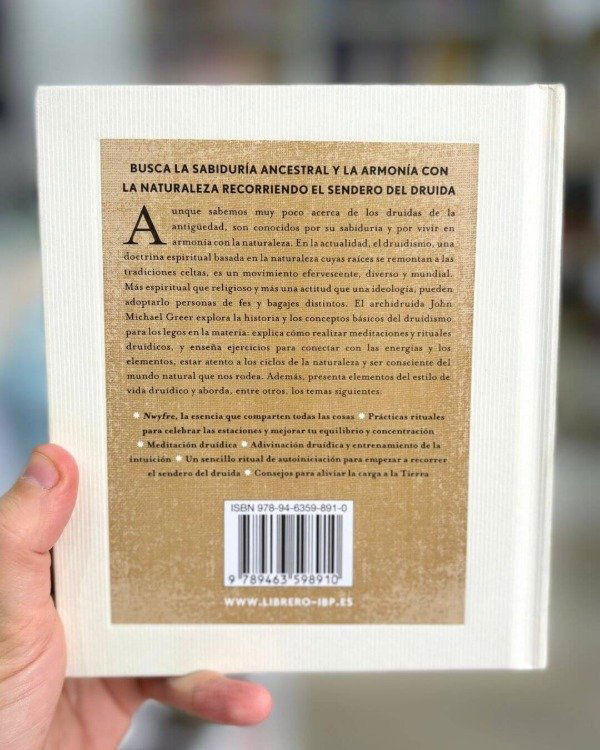 BUSCA LA SABIDURÍA ANCESTRAL Y LA ARMONÍA CON
LA NATURALEZA RECORRIENDO EL SENDERO DEL DRUIDA
Aunque sabemos muy poco acerca de los druidas de la
antigüedad, son conocidos por su sabiduría y por vivir en
armonía con la naturaleza. En la actualidad, el druidismo, una
doctrina espiritual basada en la naturaleza cuyas raíces se remontan a las
tradiciones celtas, es un movimiento efervescente, diverso y mundial.
Más espiritual que religioso y más una actitud que una ideología, pueden
adoptarlo personas de fes y bagajes distintos. El archidruida John
Michael Greer explora la historia y los conceptos básicos del druidismo
para los legos en la materia: explica cómo realizar meditaciones y rituales
druídicos, y enseña ejercicios para conectar con las energías y los
elementos, estar atento a los ciclos de la naturaleza y ser consciente del
mundo natural que nos rodea. Además, presenta elementos del estilo de
vida druídico y aborda, entre otros, los temas siguientes:
* Nwyfre, la esencia que comparten todas las cosas * Prácticas rituales
para celebrar las estaciones y mejorar tu equilibrio y concentración
* Meditación druídica * Adivinación druídica y entrenamiento de la
intuición * Un sencillo ritual de autoiniciación para empezar a recorrer
el sendero del druida * Consejos para aliviar la carga a la Tierra
ISBN 978-94-6359-891-0
9 789463 598910
WWW.LIBRERO-IBP.ES